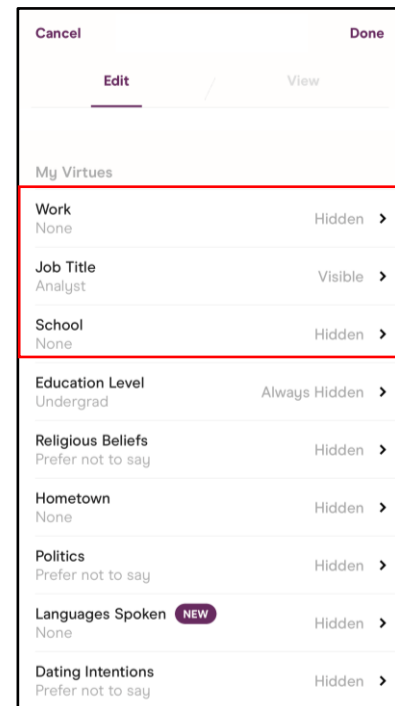 Cancel Done
Edit View
My Virtues
Work
None
Hidden
Job Title
Analyst
Visible
School
None
Hidden
Education Level
Undergrad
Always Hidden
Religious Beliefs
Prefer not to say
Hidden
Hometown
None
Hidden
Politics
Prefer not to say
Hidden
Languages Spoken NEW
None
Hidden
Dating Intentions
Prefer not to say
Hidden